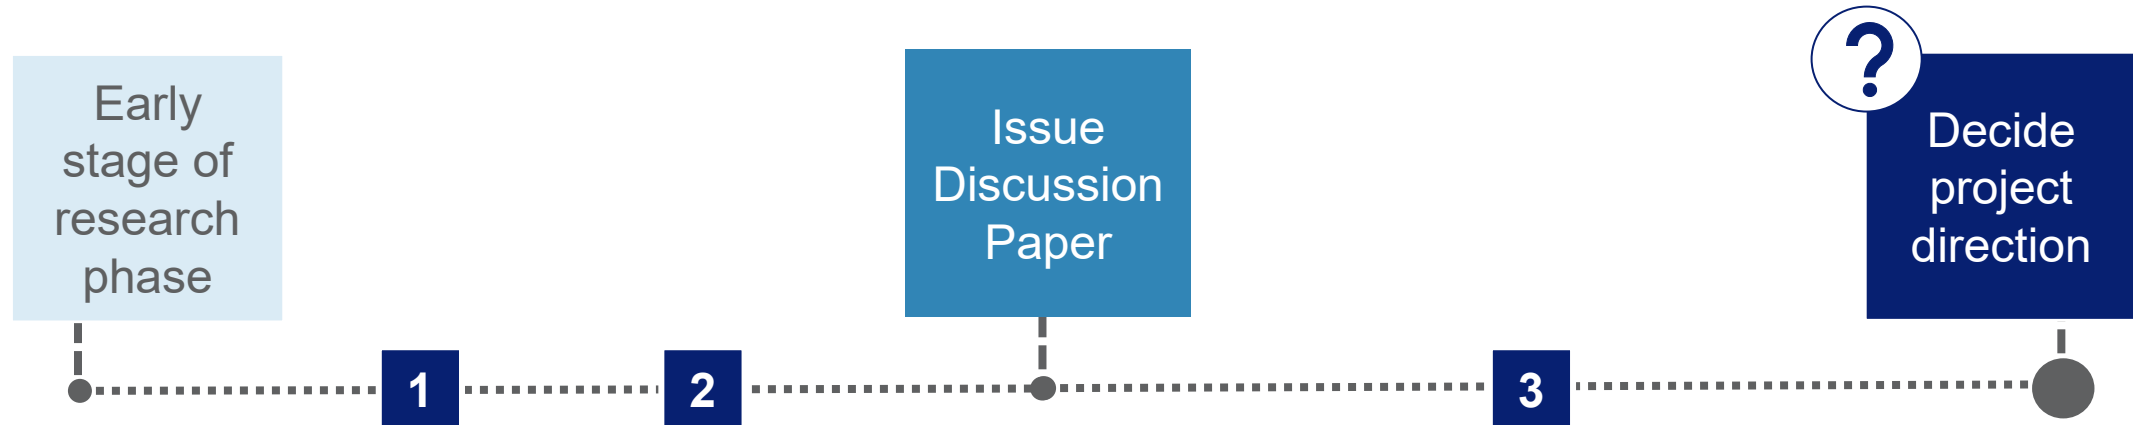 Early
stage of
research
phase
Issue
Discussion
Paper
?
Decide
project
direction
1
2
3